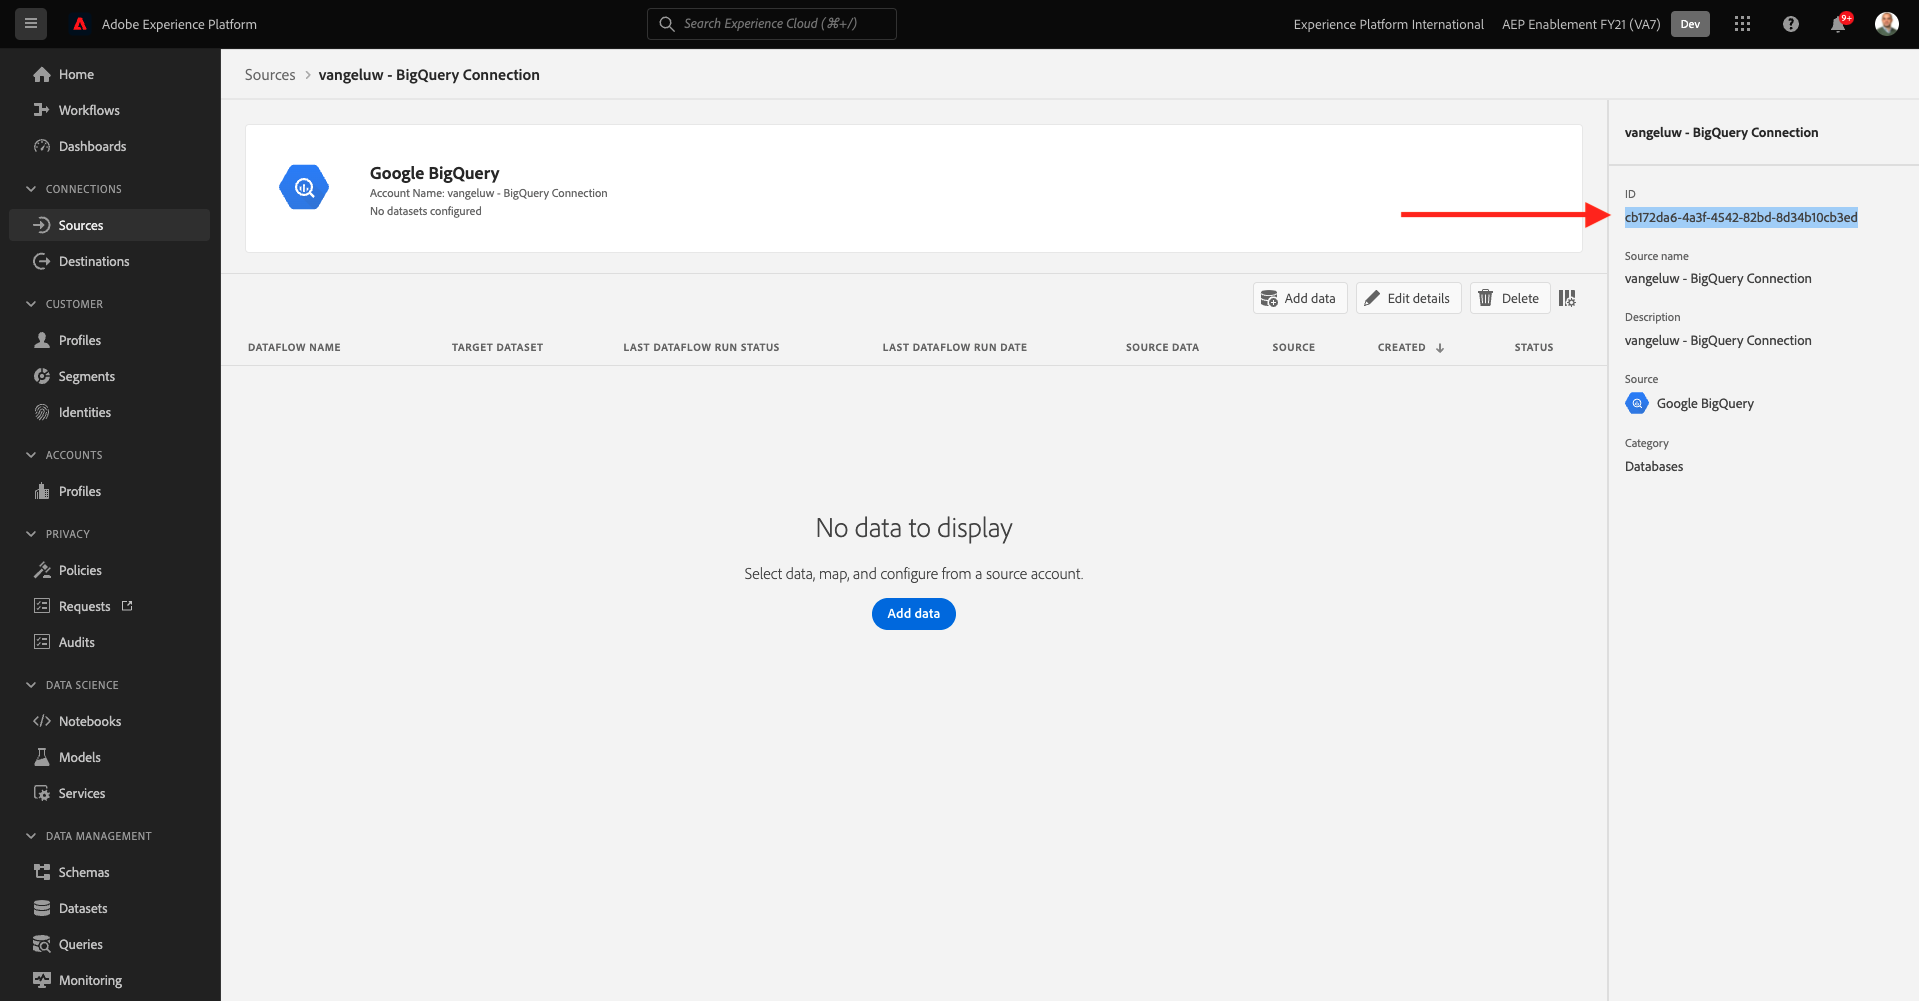 Adobe Experience Platform
Search Experience Cloud (⌘+/)
Experience Platform International
AEP Enablement FY21 (VA7)
Dev
9+
Home
Workflows
Dashboards
CONNECTIONS
Sources
Destinations
CUSTOMER
Profiles
Segments
Identities
ACCOUNTS
Profiles
PRIVACY
Policies
Requests
Audits
DATA SCIENCE
Notebooks
Models
Services
DATA MANAGEMENT
Schemas
Datasets
Queries
Monitoring
Sources > vangeluw - BigQuery Connection
Google BigQuery
Account Name: vangeluw - BigQuery Connection
No datasets configured
Add data
Edit details
Delete
DATAFLOW NAME
TARGET DATASET
LAST DATAFLOW RUN STATUS
LAST DATAFLOW RUN DATE
SOURCE DATA
SOURCE
CREATED ↓
STATUS
No data to display
Select data, map, and configure from a source account.
Add data
vangeluw - BigQuery Connection
ID
cb172da6-4a3f-4542-82bd-8d34b10cb3ed
Source name
vangeluw - BigQuery Connection
Description
vangeluw - BigQuery Connection
Source
Google BigQuery
Category
Databases